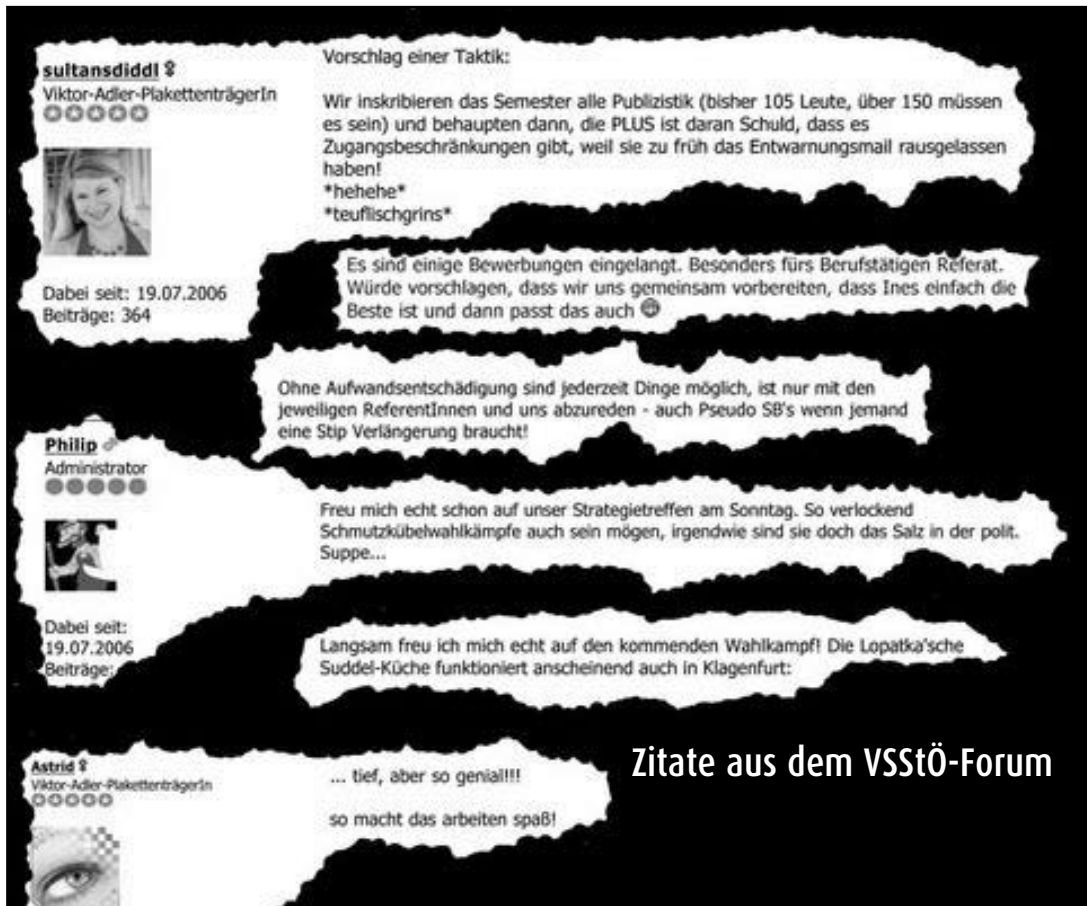 sultansdiddl
Viktor-Adler-PlakettenträgerIn
Dabei seit: 19.07.2006
Beiträge: 364
Vorschlag einer Taktik:
Wir inskribieren das Semester alle Publizistik (bisher 105 Leute, über 150 müssen
es sein) und behaupten dann, die PLUS ist daran Schuld, dass es
Zugangsbeschränkungen gibt, weil sie zu früh das Entwarnungsmail rausgelassen
haben!
*hehehe*
*teuflischgrins*
Es sind einige Bewerbungen eingelangt. Besonders fürs Berufstätigen Referat.
Würde vorschlagen, dass wir uns gemeinsam vorbereiten, dass Ines einfach die
Beste ist und dann passt das auch
Ohne Aufwandsentschädigung sind jederzeit Dinge möglich, ist nur mit den
jeweiligen ReferentInnen und uns abzureden - auch Pseudo SB's wenn jemand
eine Stip Verlängerung braucht!
Philip
Administrator
Dabei seit:
19.07.2006
Beiträge:
Freu mich echt schon auf unser Strategietreffen am Sonntag. So verlockend
Schmutzkübelwahlkämpfe auch sein mögen, irgendwie sind sie doch das Salz in der polit.
Suppe...
Langsam freu ich mich echt auf den kommenden Wahlkampf! Die Lopatka'sche
Suddel-Küche funktioniert anscheinend auch in Klagenfurt:
Astrid
Viktor-Adler-PlakettenträgerIn
... tief, aber so genial!!!
so macht das arbeiten spaß!
Zitate aus dem VSStÖ-Forum